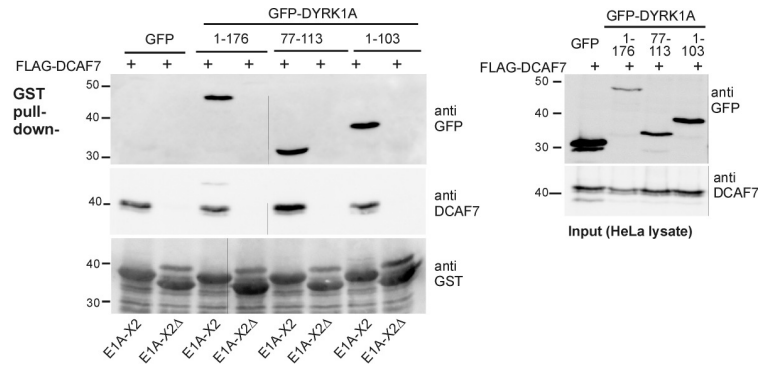 GFP-DYRK1A
GFP 1-176 77-113 1-103
FLAG-DCAF7 + + + + + + + +
GST
pull-
down-
50
40
30
anti
GFP
40
anti
DCAF7
40
30
anti
GST
E1A-X2 E1A-X2Δ E1A-X2 E1A-X2Δ E1A-X2 E1A-X2Δ E1A-X2 E1A-X2Δ
GFP-DYRK1A
GFP 1-176 77-113 1-103
FLAG-DCAF7 + + + +
50
40
30
anti
GFP
40
anti
DCAF7
Input (HeLa lysate)